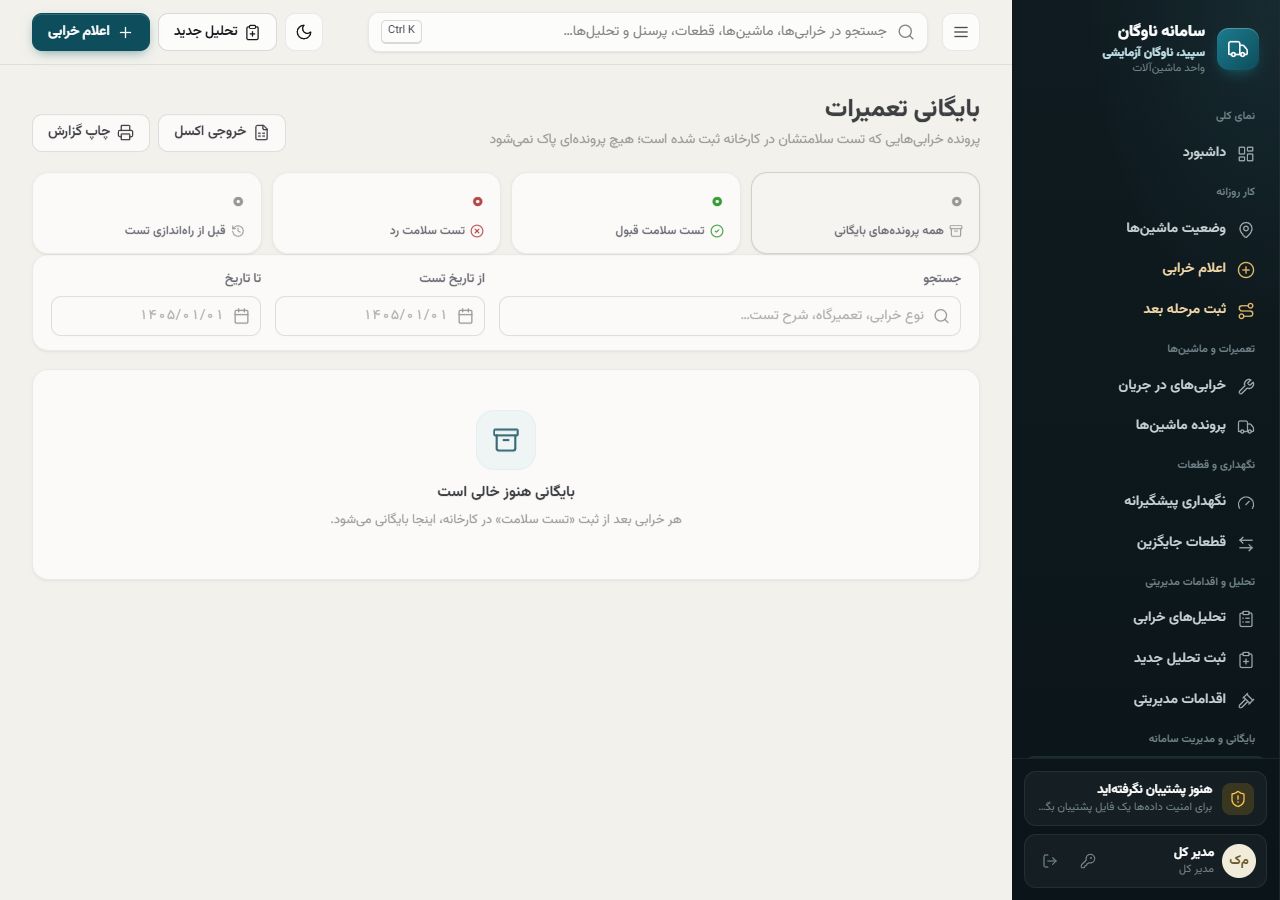 سامانه ناوگان
سپید، ناوگان آزمایشی
واحد ماشین‌آلات
نمای کلی
داشبورد
کار روزانه
وضعیت ماشین‌ها
اعلام خرابی
ثبت مرحله بعد
تعمیرات و ماشین‌ها
خرابی‌های در جریان
پرونده ماشین‌ها
نگهداری و قطعات
نگهداری پیشگیرانه
قطعات جایگزین
تحلیل و اقدامات مدیریتی
تحلیل‌های خرابی
ثبت تحلیل جدید
اقدامات مدیریتی
بایگانی و مدیریت سامانه
هنوز پشتیبان نگرفته‌اید
برای امنیت داده‌ها یک فایل پشتیبان بگ...
م‌ک
مدیر کل
مدیر کل
جستجو در خرابی‌ها، ماشین‌ها، قطعات، پرسنل و تحلیل‌ها...
Ctrl K
تحلیل جدید
اعلام خرابی
بایگانی تعمیرات
پرونده خرابی‌هایی که تست سلامتشان در کارخانه ثبت شده است؛ هیچ پرونده‌ای پاک نمی‌شود
خروجی اکسل
چاپ گزارش
۰
همه پرونده‌های بایگانی
۰
تست سلامت قبول
۰
تست سلامت رد
۰
قبل از راه‌اندازی تست
جستجو
نوع خرابی، تعمیرگاه، شرح تست...
از تاریخ تست
۱۴۰۵/۰۱/۰۱
تا تاریخ
۱۴۰۵/۰۱/۰۱
بایگانی هنوز خالی است
هر خرابی بعد از ثبت «تست سلامت» در کارخانه، اینجا بایگانی می‌شود.